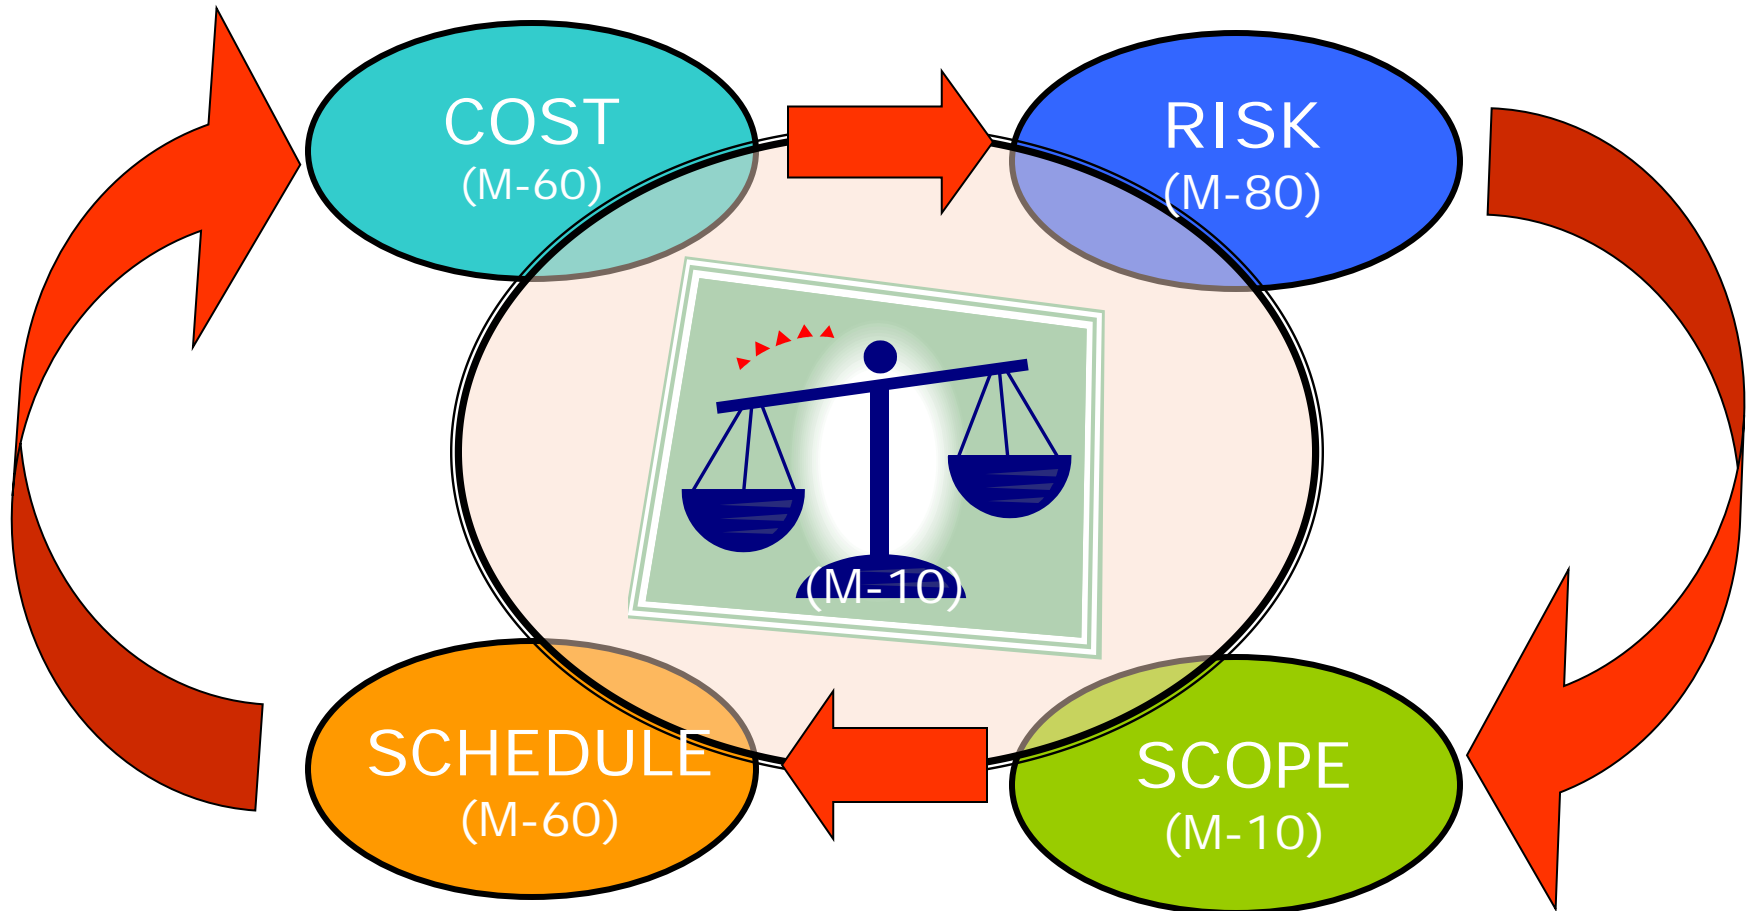 COST
(M-60)
RISK
(M-80)
(M-10)
SCHEDULE
(M-60)
SCOPE
(M-10)